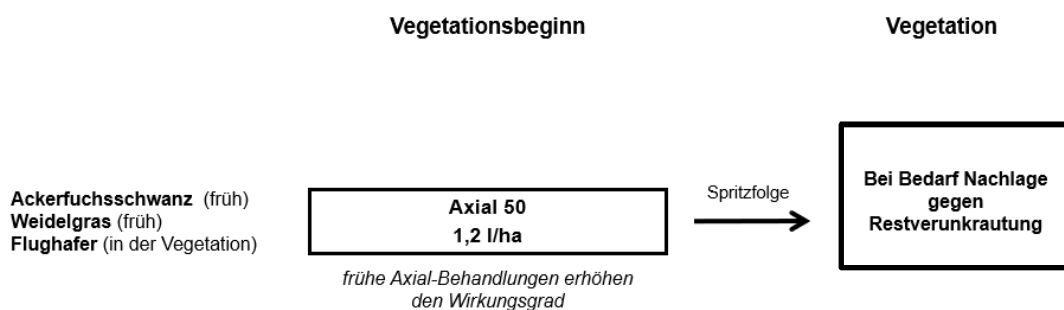 Vegetationsbeginn
Vegetation
Ackerfuchsschwanz (früh)
Weidelgras (früh)
Flughafer (in der Vegetation)
Axial 50
1,2 l/ha
frühe Axial-Behandlungen erhöhen
den Wirkungsgrad
Spritzfolge
Bei Bedarf Nachlage
gegen
Restverunkrautung